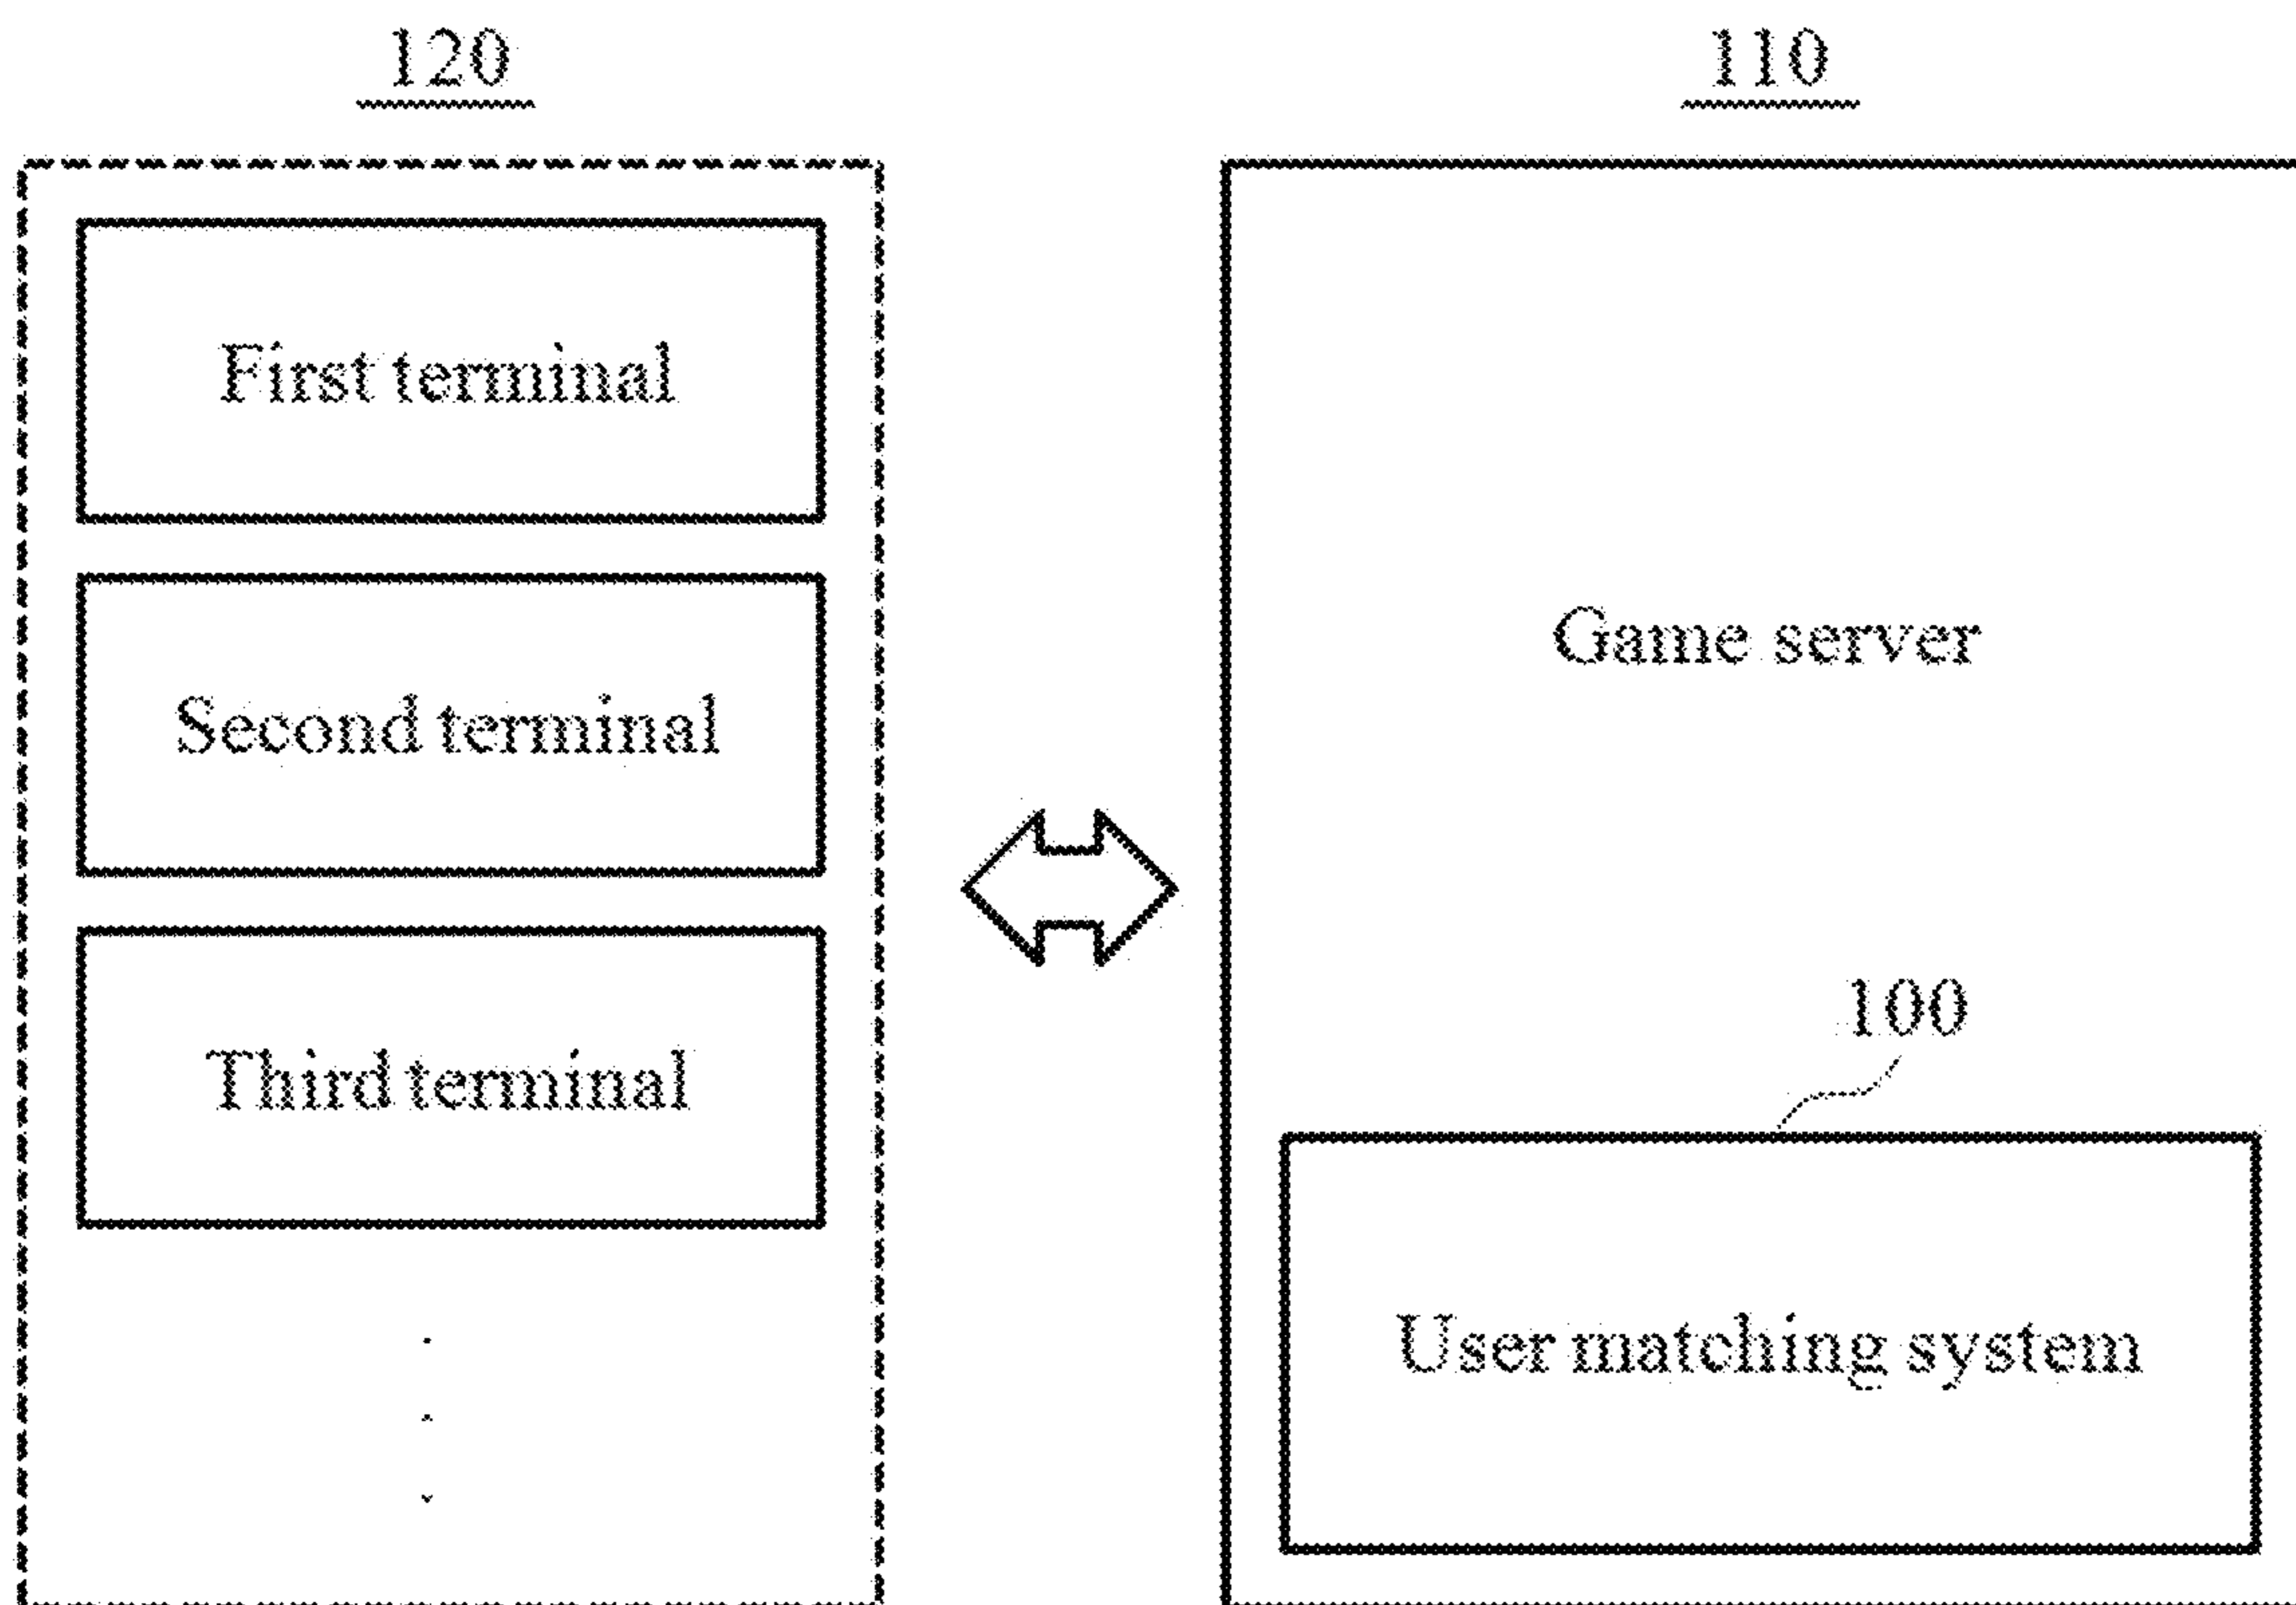 120
First terminal
Second terminal
Third terminal
110
Game server
100
User matching system